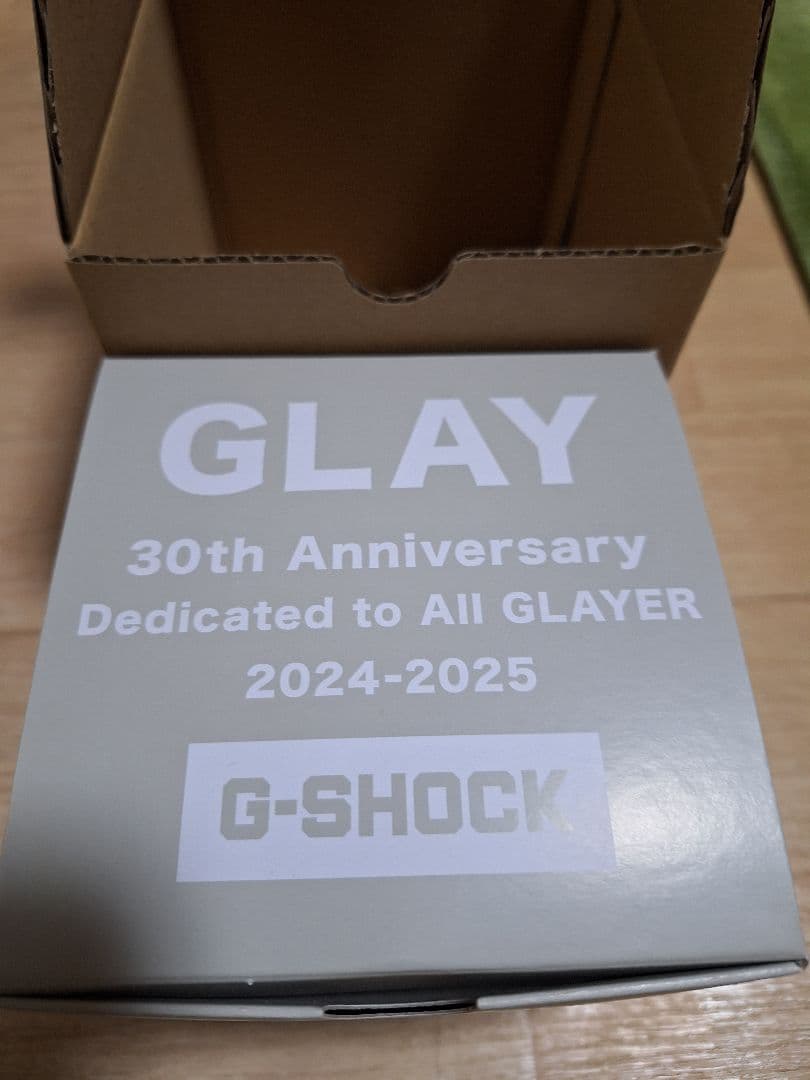 GLAY
30th Anniversary
Dedicated to All GLAYER
2024-2025
G-SHOCK